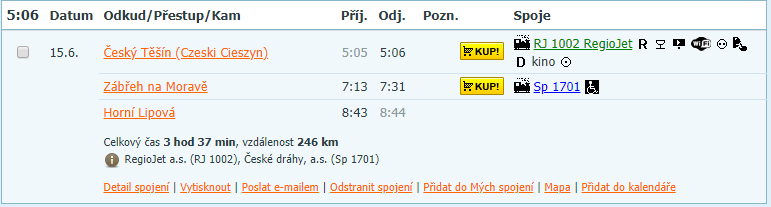 5:06 Datum Odkud/Přestup/Kam Příj. Odj. Pozn. Spoje
15.6. Český Těšín (Czeski Cieszyn) 5:05 5:06 KUP! RJ 1002 RegioJet R WiFi
D kino
Zábřeh na Moravě 7:13 7:31 KUP! Sp 1701
Horní Lipová 8:43 8:44
Celkový čas 3 hod 37 min, vzdálenost 246 km
RegioJet a.s. (RJ 1002), České dráhy, a.s. (Sp 1701)
Detail spojení | Vytisknout | Poslat e-mailem | Odstranit spojení | Přidat do Mých spojení | Mapa | Přidat do kalendáře